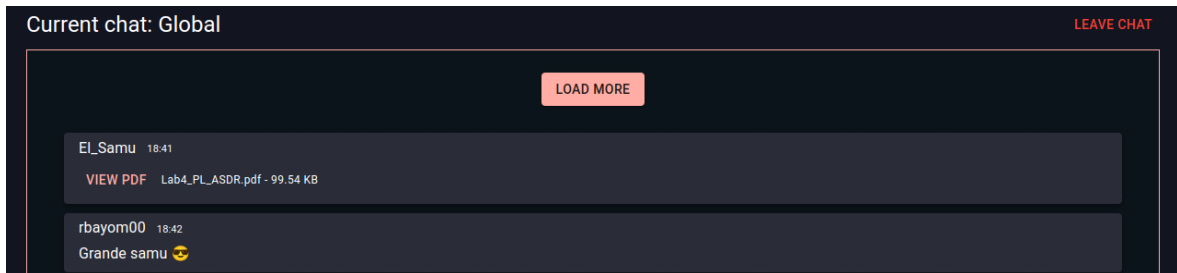 Current chat: Global LEAVE CHAT
LOAD MORE
El_Samu 18:41
VIEW PDF Lab4_PL_ASDR.pdf - 99.54 KB
rbayom00 18:42
Grande samu 😎